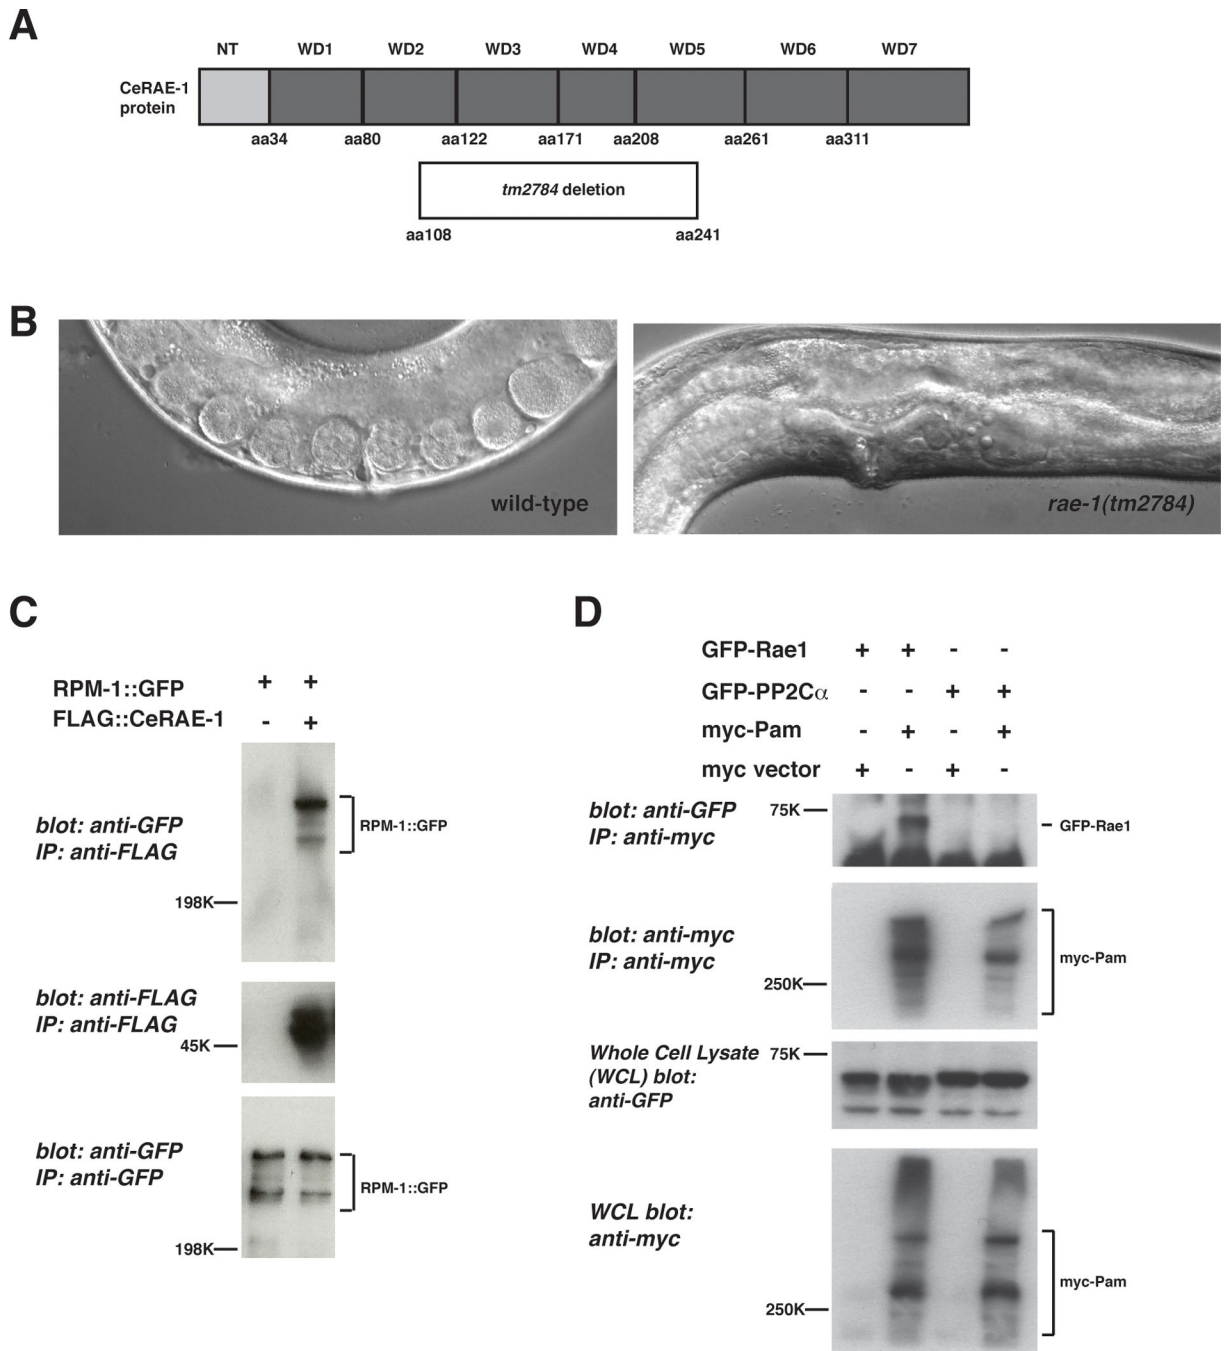 A
NT WD1 WD2 WD3 WD4 WD5 WD6 WD7
CeRAE-1
protein
aa34 aa80 aa122 aa171 aa208 aa261 aa311
tm2784 deletion
aa108 aa241
B
wild-type
rae-1(tm2784)
C
RPM-1::GFP + +
FLAG::CeRAE-1 - +
blot: anti-GFP
IP: anti-FLAG
RPM-1::GFP
198K
blot: anti-FLAG
IP: anti-FLAG
45K
blot: anti-GFP
IP: anti-GFP
RPM-1::GFP
198K
D
GFP-Rae1 + + - -
GFP-PP2Cα - - + +
myc-Pam - + - +
myc vector + - + -
blot: anti-GFP
IP: anti-myc
75K
GFP-Rae1
blot: anti-myc
IP: anti-myc
250K
myc-Pam
Whole Cell Lysate
(WCL) blot:
anti-GFP
75K
WCL blot:
anti-myc
250K
myc-Pam